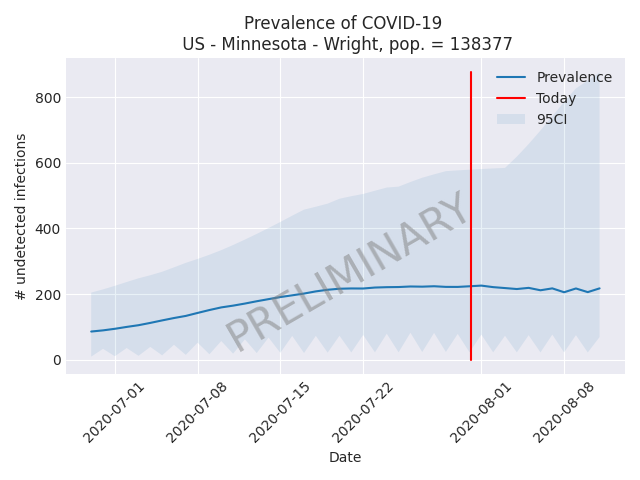 Prevalence of COVID-19
US - Minnesota - Wright, pop. = 138377
# undetected infections
800
600
400
200
0
Prevalence
Today
95CI
PRELIMINARY
2020-07-01
2020-07-08
2020-07-15
2020-07-22
2020-08-01
2020-08-08
Date